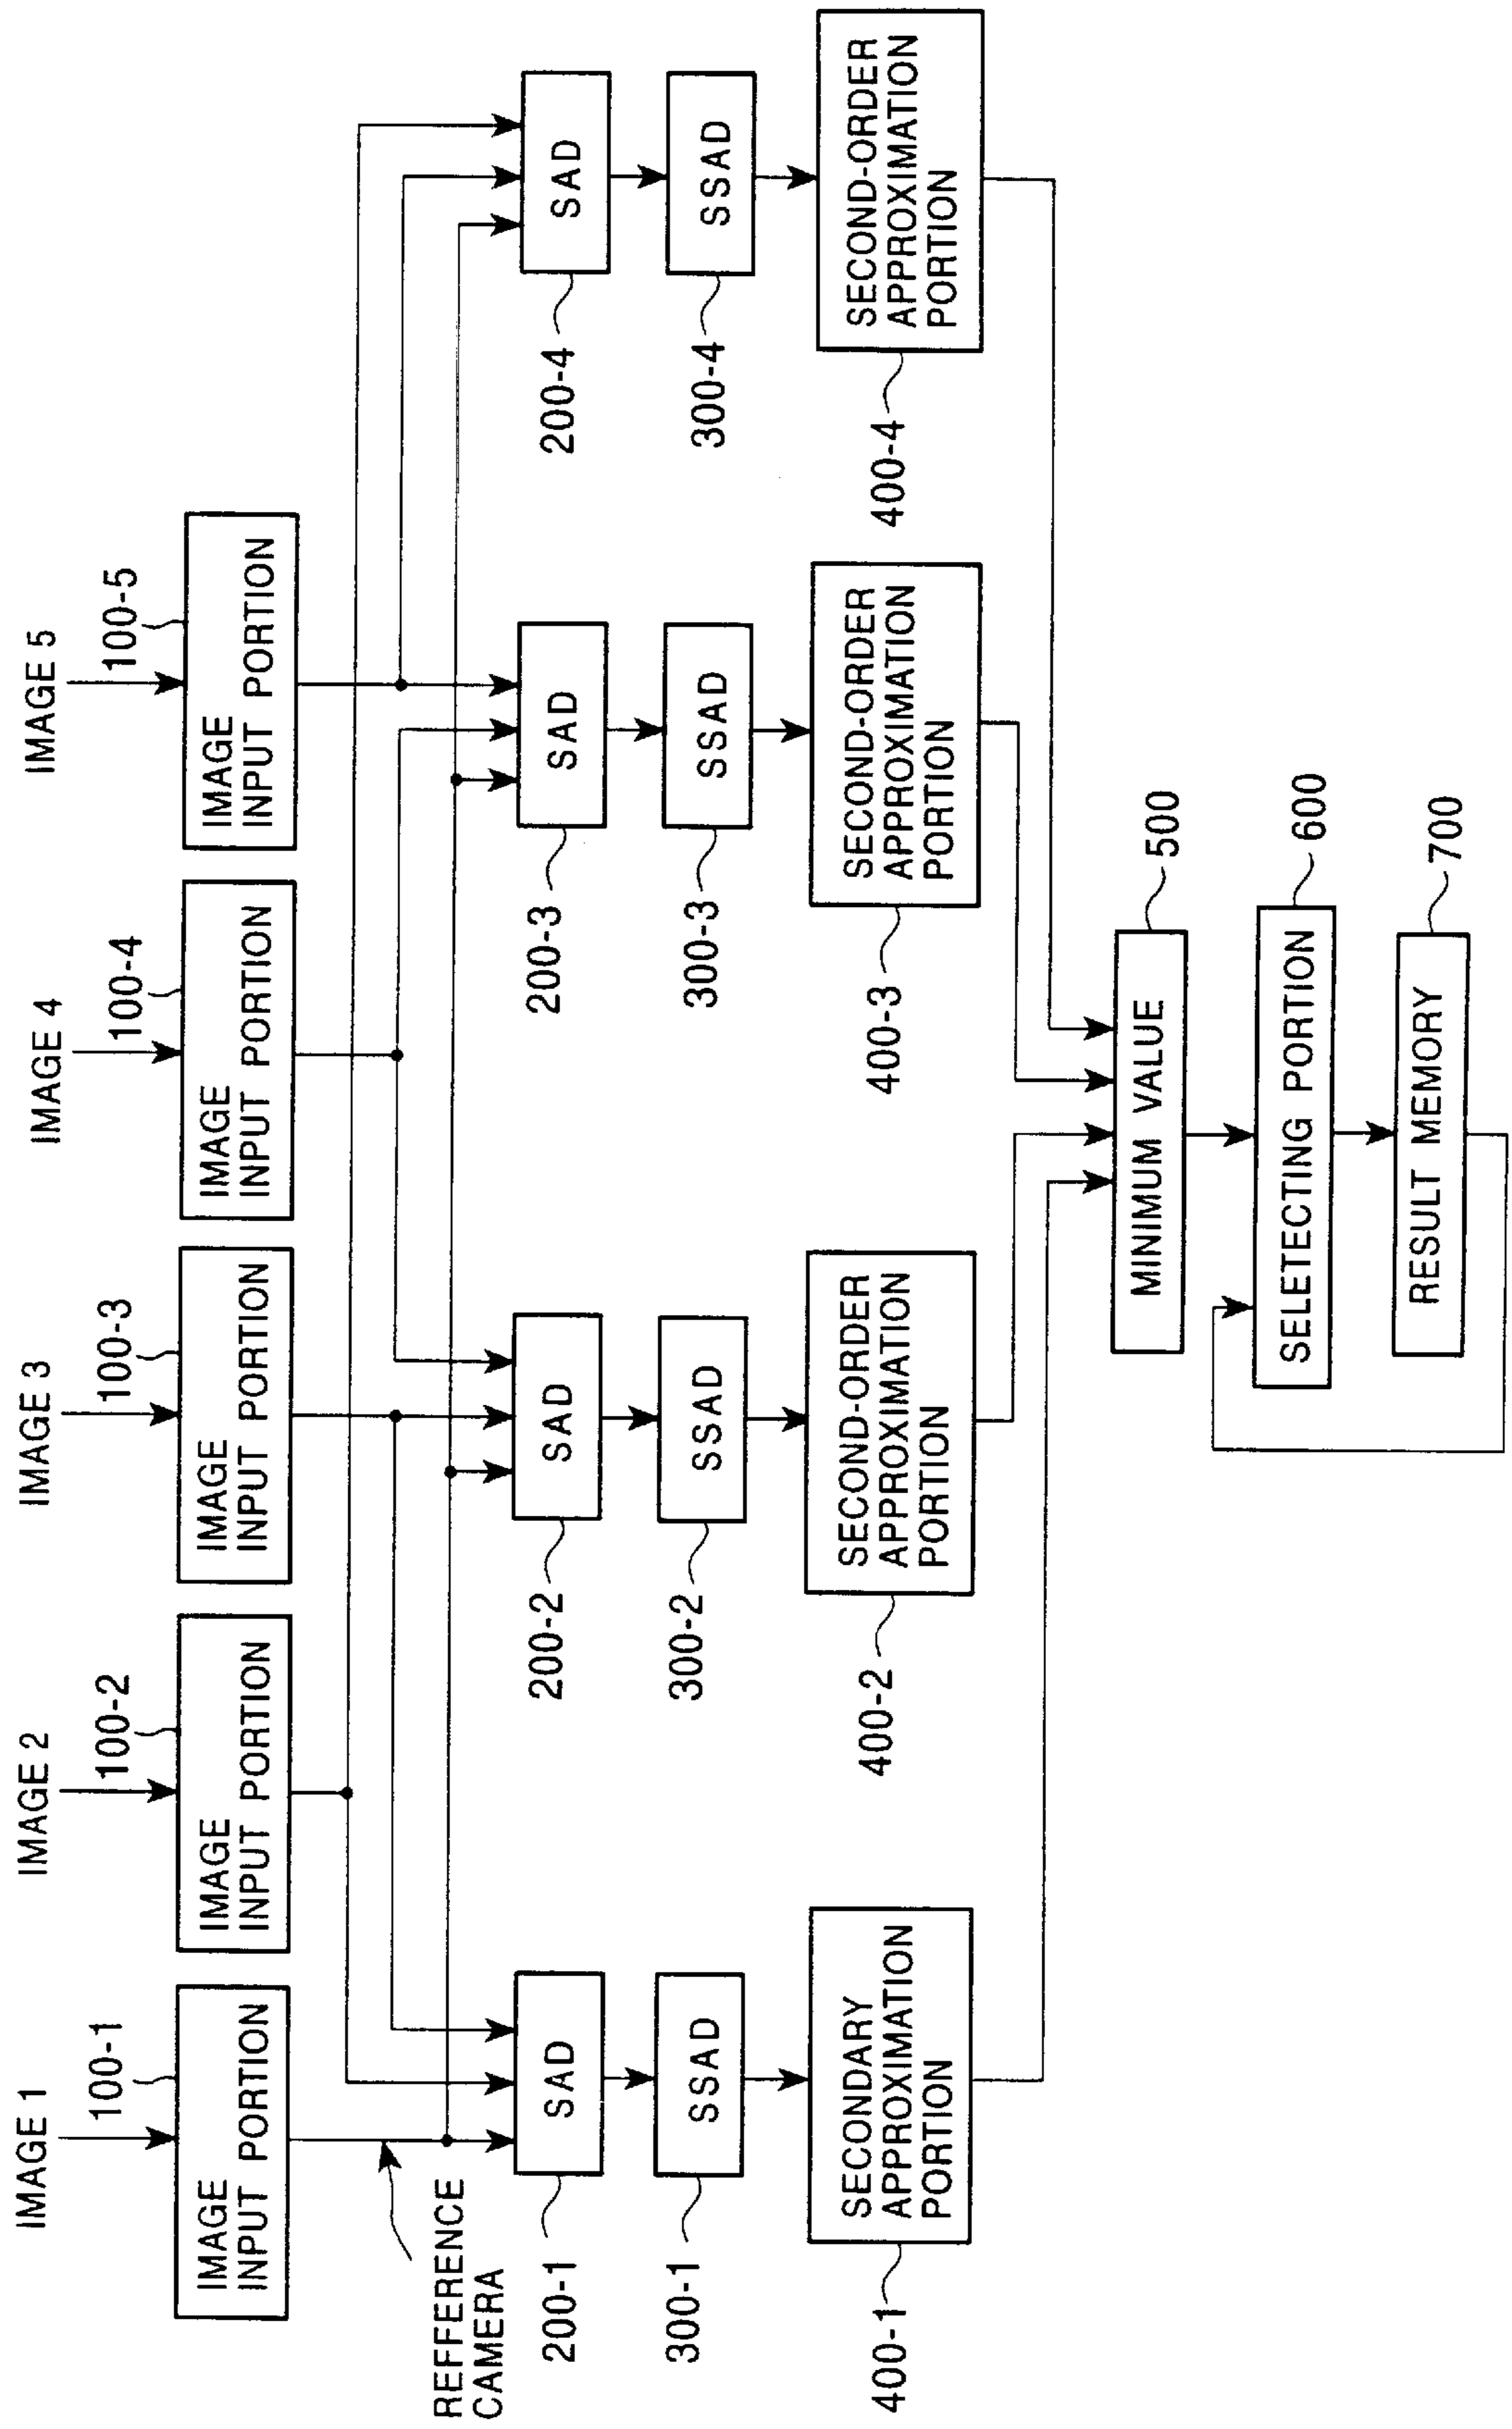 IMAGE 1
IMAGE 2
IMAGE 3
IMAGE 4
IMAGE 5
100-1
100-2
100-3
100-4
100-5
IMAGE
INPUT PORTION
IMAGE
INPUT PORTION
IMAGE
INPUT PORTION
IMAGE
INPUT PORTION
IMAGE
INPUT PORTION
REFFERENCE
CAMERA
SAD
SAD
SAD
SAD
200-1
200-2
200-3
200-4
SSAD
SSAD
SSAD
SSAD
300-1
300-2
300-3
300-4
SECONDARY
APPROXIMATION
PORTION
SECOND-ORDER
APPROXIMATION
PORTION
SECOND-ORDER
APPROXIMATION
PORTION
SECOND-ORDER
APPROXIMATION
PORTION
400-1
400-2
400-3
400-4
MINIMUM VALUE
500
SELETECTING PORTION
600
RESULT MEMORY
700